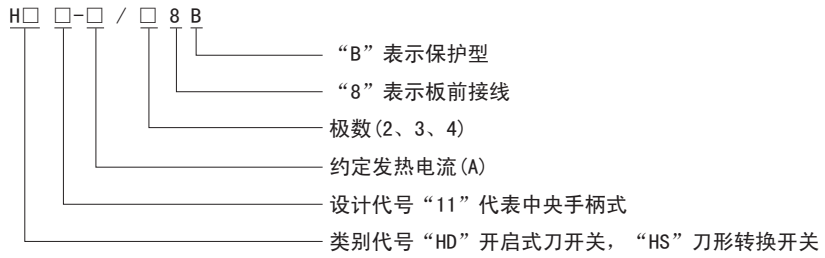 H□ □-□ / □ 8 B
“B”表示保护型
“8”表示板前接线
极数(2、3、4)
约定发热电流(A)
设计代号“11”代表中央手柄式
类别代号“HD”开启式刀开关，“HS”刀形转换开关